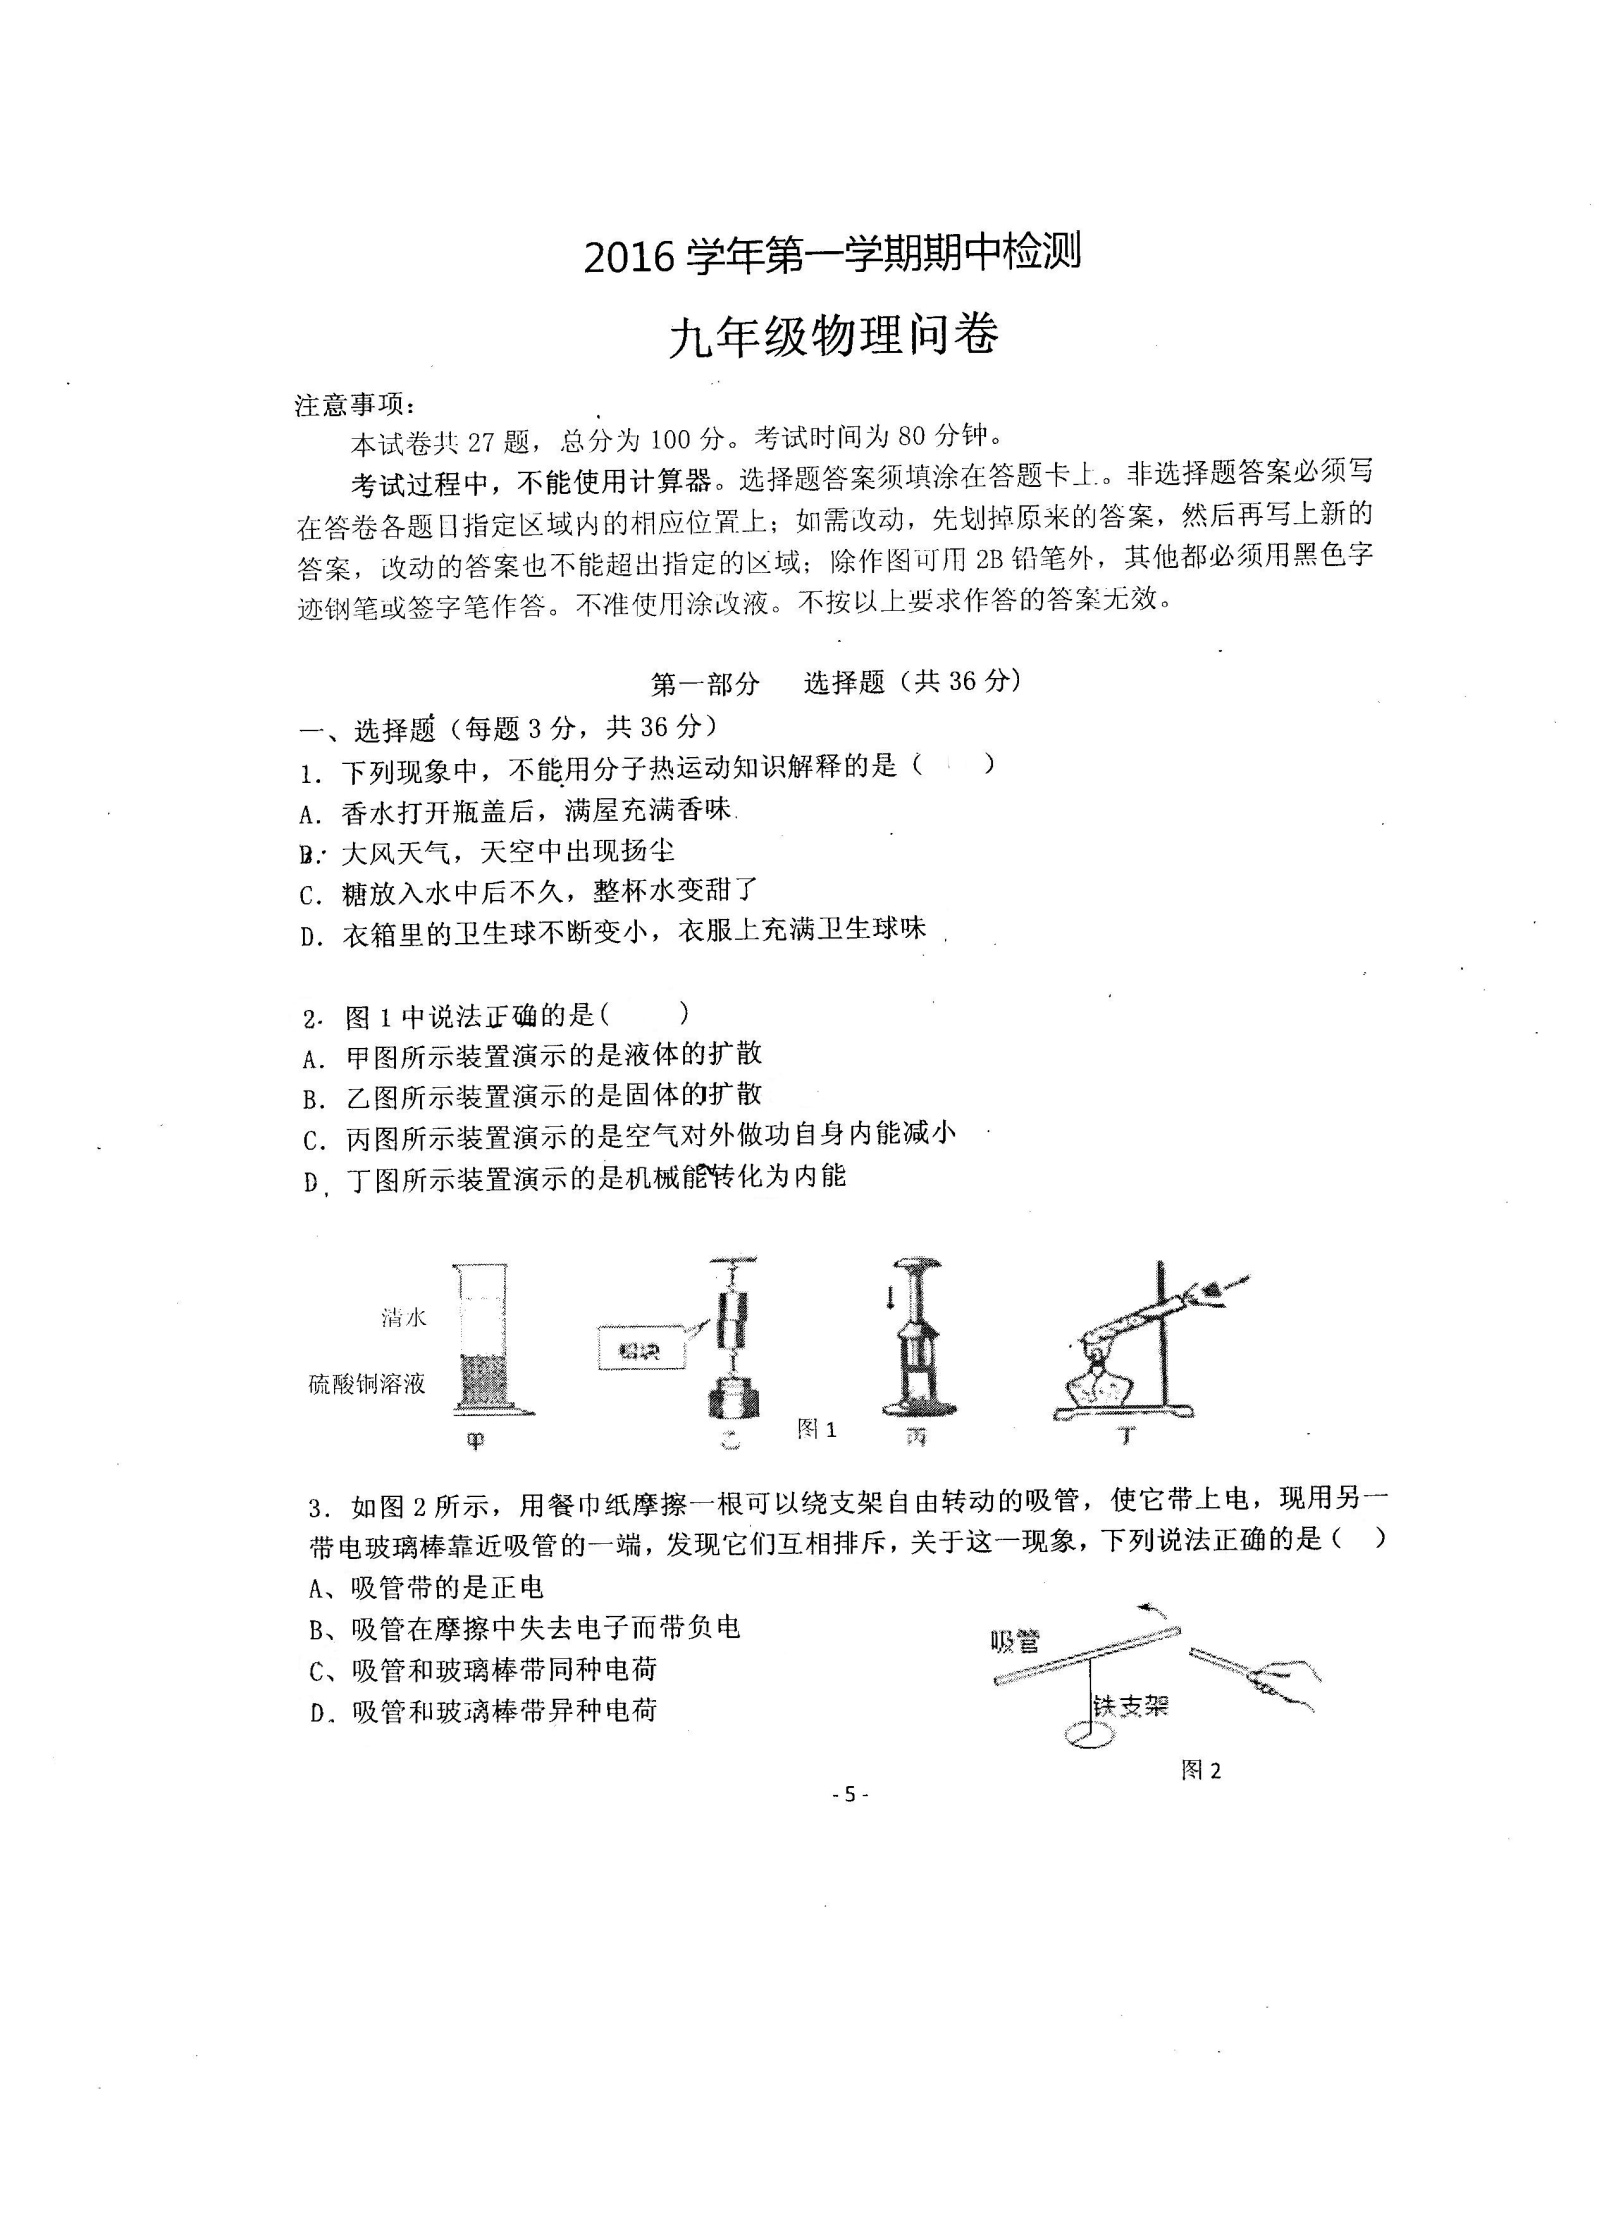 2016 学年第一学期期中检测
九年级物理问卷
注意事项：
本试卷共 27 题，总分为 100 分。考试时间为 80 分钟。
考试过程中，不能使用计算器。选择题答案须填涂在答题卡上。非选择题答案必须写
在答卷各题目指定区域内的相应位置上；如需改动，先划掉原来的答案，然后再写上新的
答案，改动的答案也不能超出指定的区域；除作图可用 2B 铅笔外，其他都必须用黑色字
迹钢笔或签字笔作答。不准使用涂改液。不按以上要求作答的答案无效。
第一部分 选择题（共 36 分）
一、选择题（每题 3 分，共 36 分）
1．下列现象中，不能用分子热运动知识解释的是（ ）
A．香水打开瓶盖后，满屋充满香味
B．大风天气，天空中出现扬尘
C．糖放入水中后不久，整杯水变甜了
D．衣箱里的卫生球不断变小，衣服上充满卫生球味
2．图 1 中说法正确的是( )
A．甲图所示装置演示的是液体的扩散
B．乙图所示装置演示的是固体的扩散
C．丙图所示装置演示的是空气对外做功自身内能减小
D．丁图所示装置演示的是机械能转化为内能
清水
硫酸铜溶液
甲 乙 图 1 丙 丁
3．如图 2 所示，用餐巾纸摩擦一根可以绕支架自由转动的吸管，使它带上电，现用另一
带电玻璃棒靠近吸管的一端，发现它们互相排斥，关于这一现象，下列说法正确的是（ ）
A、吸管带的是正电
B、吸管在摩擦中失去电子而带负电
C、吸管和玻璃棒带同种电荷
D．吸管和玻璃棒带异种电荷
吸管
铁支架
图 2
- 5 -